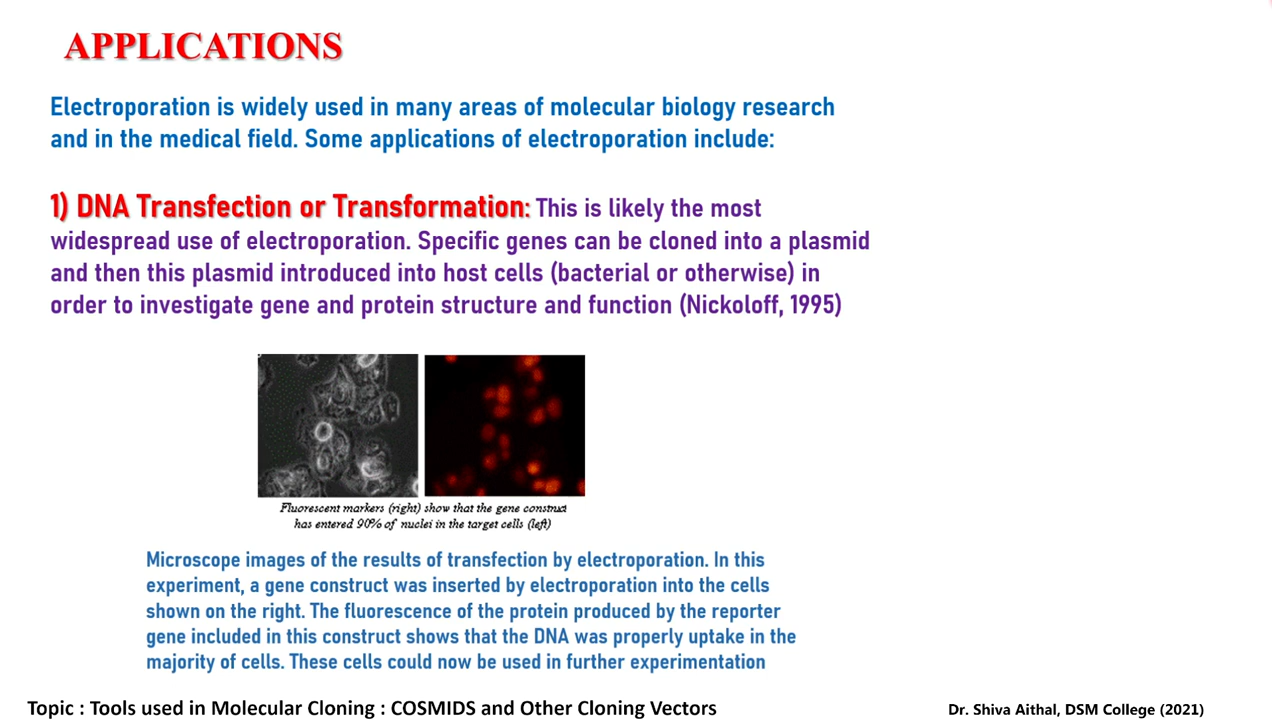 APPLICATIONS
Electroporation is widely used in many areas of molecular biology research
and in the medical field. Some applications of electroporation include:
1) DNA Transfection or Transformation: This is likely the most
widespread use of electroporation. Specific genes can be cloned into a plasmid
and then this plasmid introduced into host cells (bacterial or otherwise) in
order to investigate gene and protein structure and function (Nickoloff, 1995)
Fluorescent markers (right) show that the gene construct
has entered 90% of nuclei in the target cells (left)
Microscope images of the results of transfection by electroporation. In this
experiment, a gene construct was inserted by electroporation into the cells
shown on the right. The fluorescence of the protein produced by the reporter
gene included in this construct shows that the DNA was properly uptake in the
majority of cells. These cells could now be used in further experimentation
Topic : Tools used in Molecular Cloning : COSMIDS and Other Cloning Vectors
Dr. Shiva Aithal, DSM College (2021)